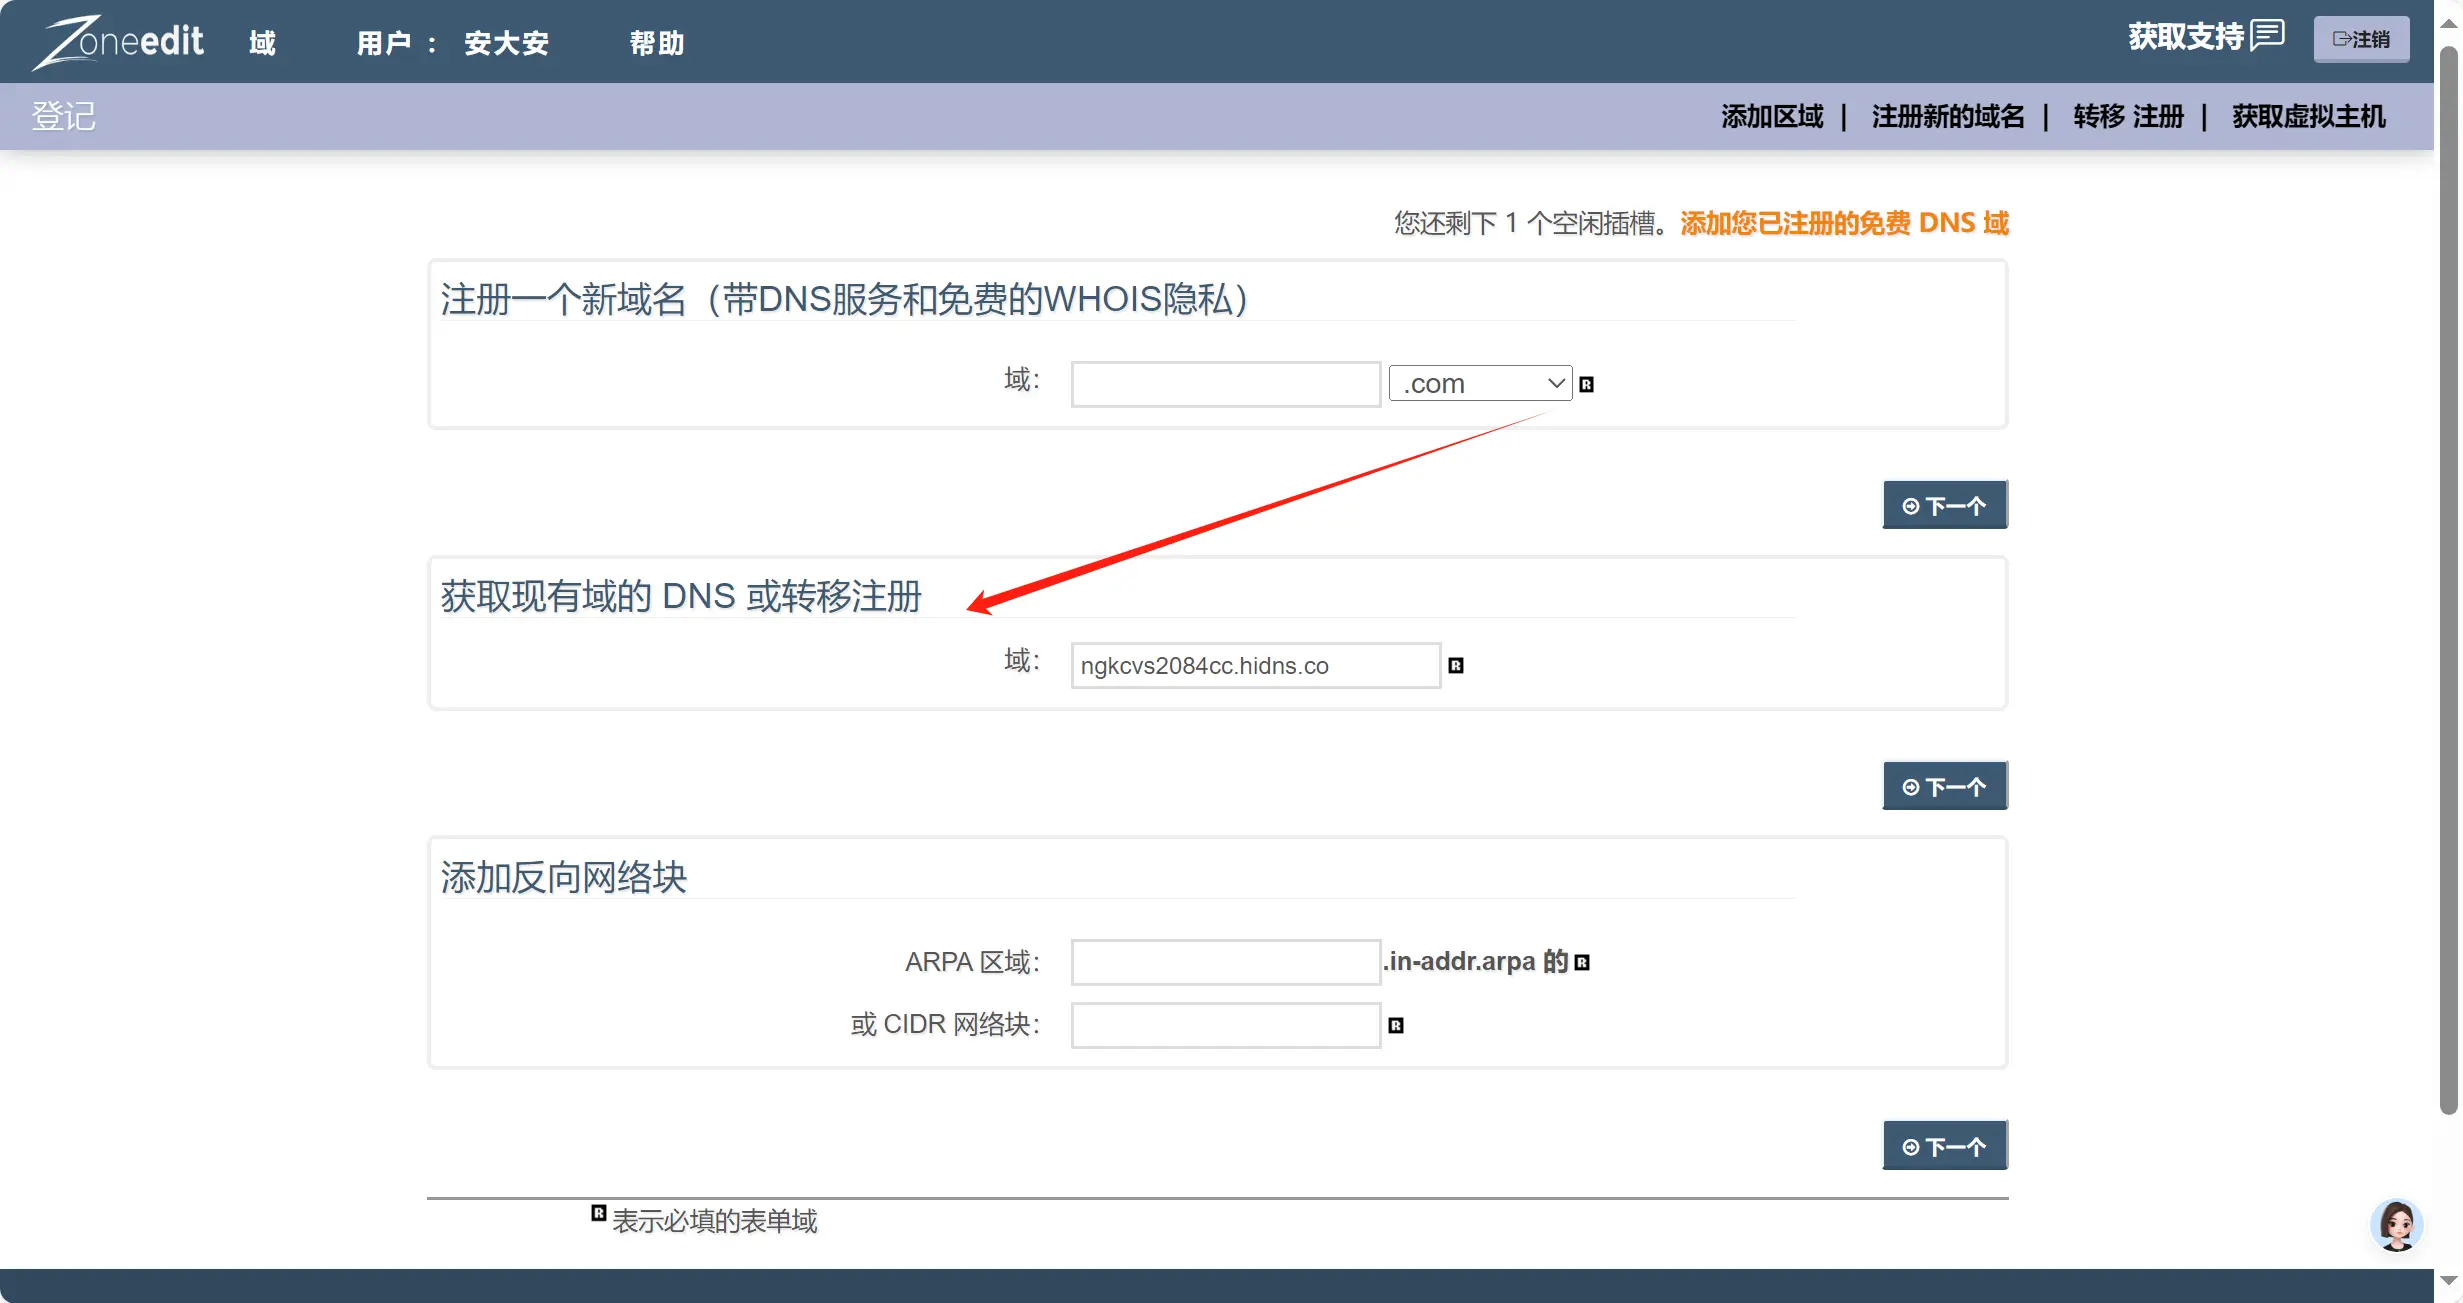 Zoneedit 域 用户 : 安大安 帮助 获取支持 注销
登记 添加区域 | 注册新的域名 | 转移 注册 | 获取虚拟主机
您还剩下 1 个空闲插槽。添加您已注册的免费 DNS 域
注册一个新域名（带DNS服务和免费的WHOIS隐私）
域: .com R
下一个
获取现有域的 DNS 或转移注册
域: ngkcvs2084cc.hidns.co R
下一个
添加反向网络块
ARPA 区域: .in-addr.arpa 的 R
或 CIDR 网络块: R
下一个
R 表示必填的表单域